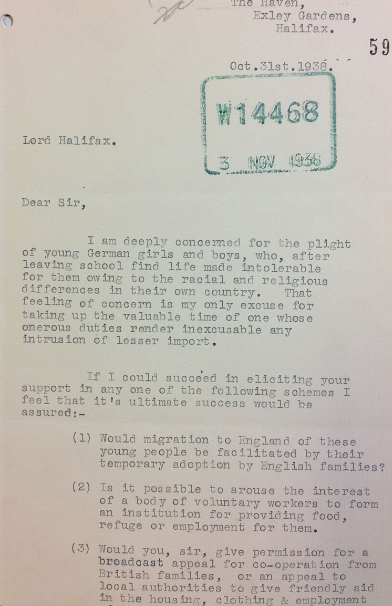 The Haven,
Exley Gardens,
Halifax.
59
Oct.31st.1938.
W14468
3 NOV 1938
Lord Halifax.
Dear Sir,
I am deeply concerned for the plight
of young German girls and boys, who, after
leaving school find life made intolerable
for them owing to the racial and religious
differences in their own country. That
feeling of concern is my only excuse for
taking up the valuable time of one whose
onerous duties render inexcusable any
intrusion of lesser import.
If I could succeed in eliciting your
support in any one of the following schemes I
feel that it's ultimate success would be
assured:-
(1) Would migration to England of these
young people be facilitated by their
temporary adoption by English families?
(2) Is it possible to arouse the interest
of a body of voluntary workers to form
an institution for providing food,
refuge or employment for them.
(3) Would you, sir, give permission for a
broadcast appeal for co-operation from
British families, or an appeal to
local authorities to give friendly aid
in the housing, clothing & employment